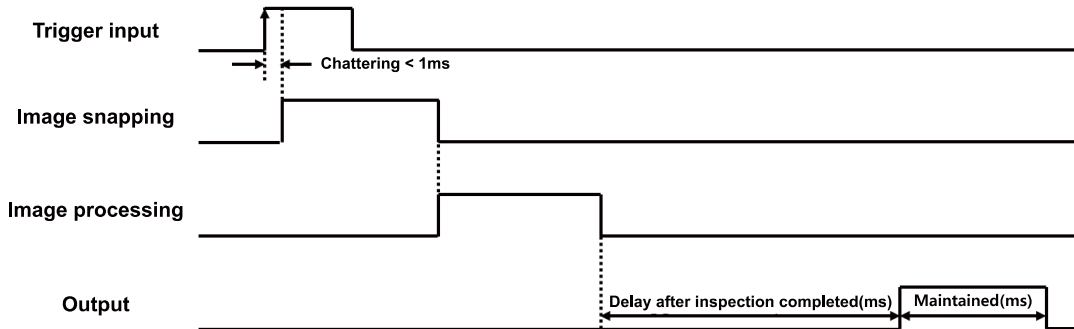 Trigger input
Chattering < 1ms
Image snapping
Image processing
Output
Delay after inspection completed(ms)
Maintained(ms)